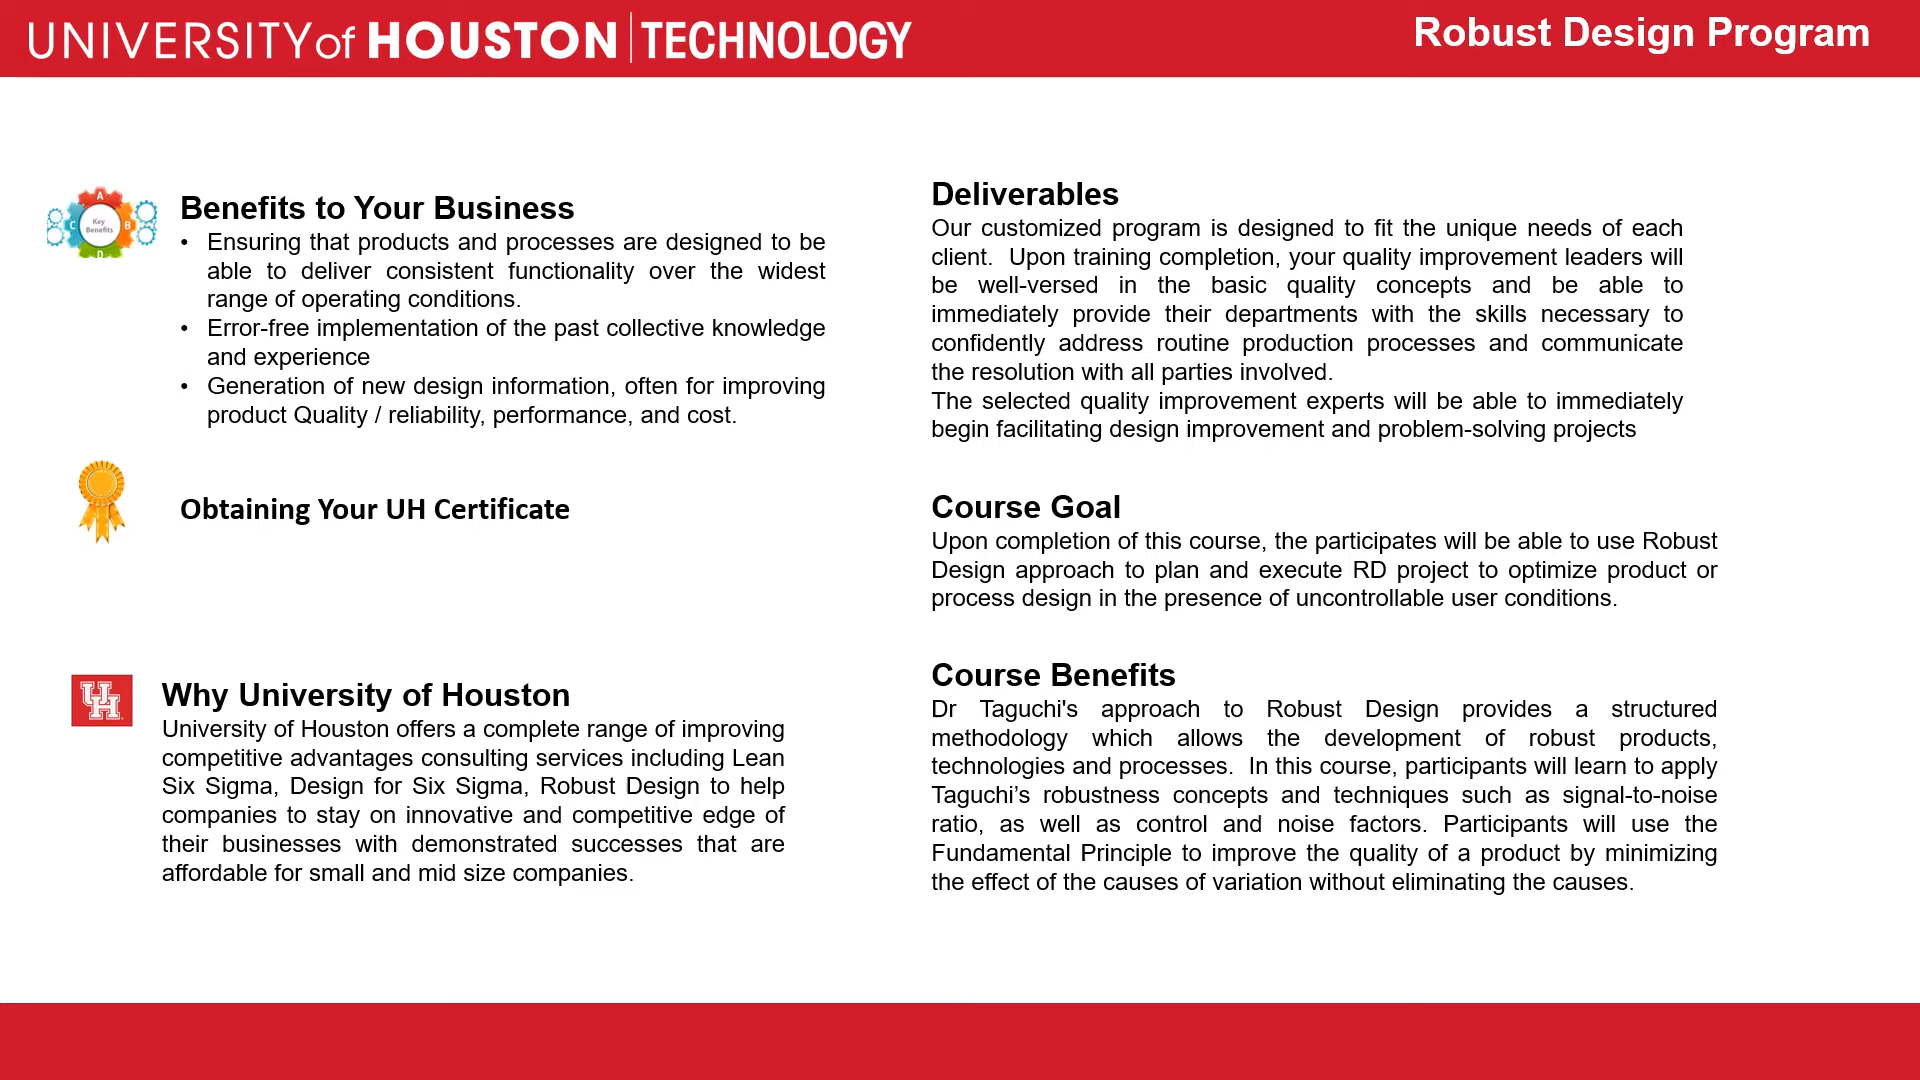 UNIVERSITY of HOUSTON | TECHNOLOGY
Robust Design Program
A
B
C
D
Key
Benefits
Benefits to Your Business
• Ensuring that products and processes are designed to be
able to deliver consistent functionality over the widest
range of operating conditions.
• Error-free implementation of the past collective knowledge
and experience
• Generation of new design information, often for improving
product Quality / reliability, performance, and cost.
Obtaining Your UH Certificate
UH
Why University of Houston
University of Houston offers a complete range of improving
competitive advantages consulting services including Lean
Six Sigma, Design for Six Sigma, Robust Design to help
companies to stay on innovative and competitive edge of
their businesses with demonstrated successes that are
affordable for small and mid size companies.
Deliverables
Our customized program is designed to fit the unique needs of each
client. Upon training completion, your quality improvement leaders will
be well-versed in the basic quality concepts and be able to
immediately provide their departments with the skills necessary to
confidently address routine production processes and communicate
the resolution with all parties involved.
The selected quality improvement experts will be able to immediately
begin facilitating design improvement and problem-solving projects
Course Goal
Upon completion of this course, the participates will be able to use Robust
Design approach to plan and execute RD project to optimize product or
process design in the presence of uncontrollable user conditions.
Course Benefits
Dr Taguchi's approach to Robust Design provides a structured
methodology which allows the development of robust products,
technologies and processes. In this course, participants will learn to apply
Taguchi’s robustness concepts and techniques such as signal-to-noise
ratio, as well as control and noise factors. Participants will use the
Fundamental Principle to improve the quality of a product by minimizing
the effect of the causes of variation without eliminating the causes.